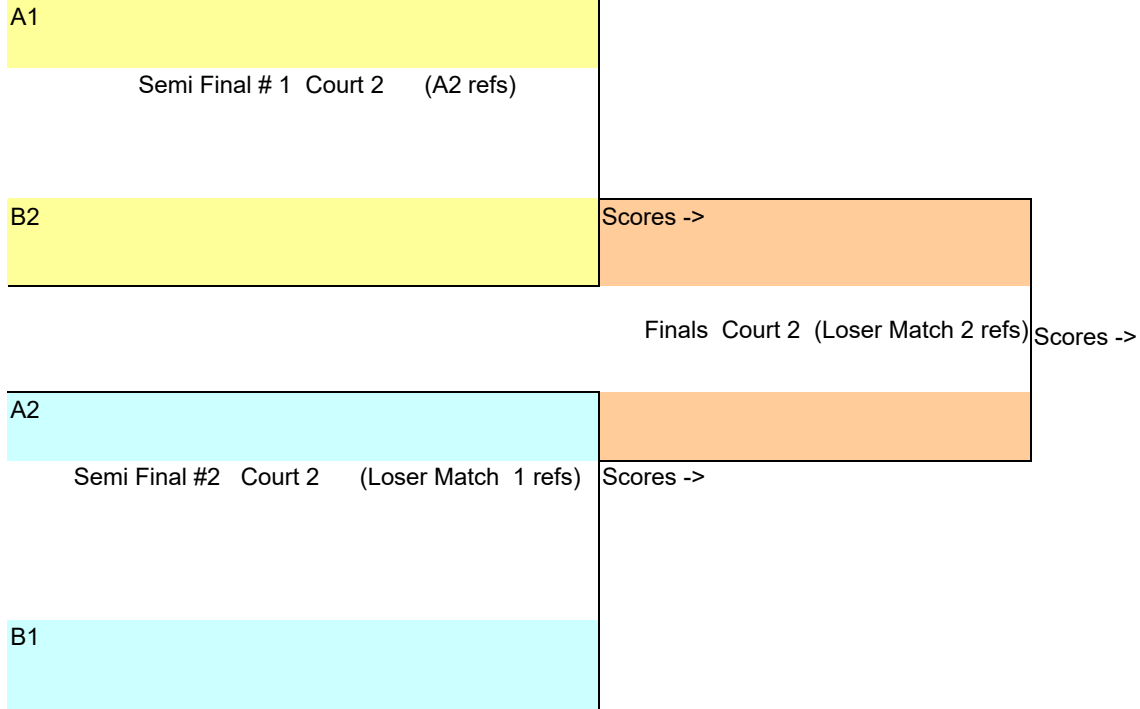 A1
Semi Final # 1 Court 2 (A2 refs)
B2
Scores ->
Finals Court 2 (Loser Match 2 refs)
Scores ->
A2
Semi Final #2 Court 2 (Loser Match 1 refs)
Scores ->
B1